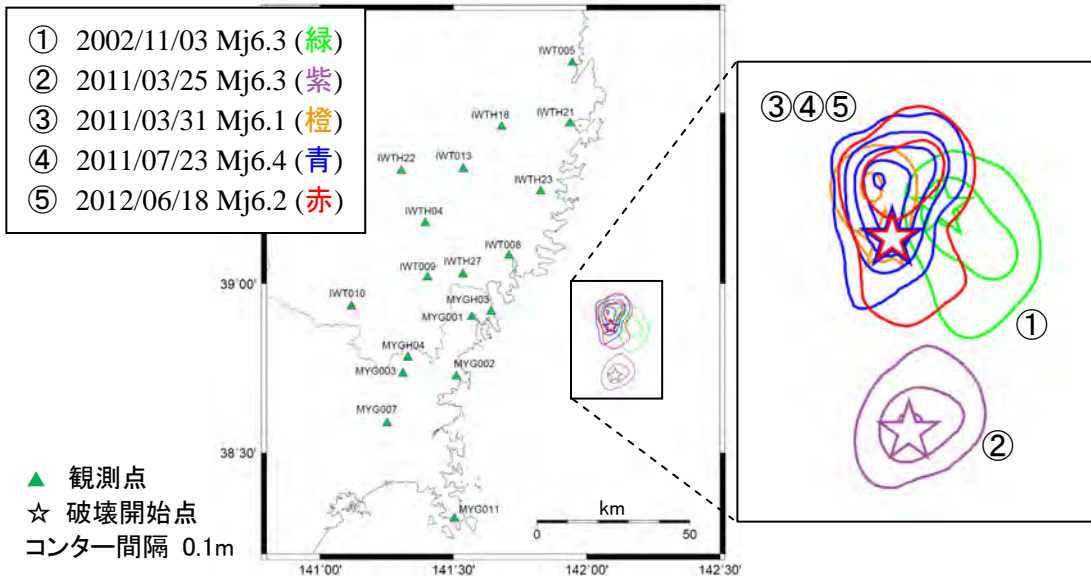 ① 2002/11/03 Mj6.3 (緑)
② 2011/03/25 Mj6.3 (紫)
③ 2011/03/31 Mj6.1 (橙)
④ 2011/07/23 Mj6.4 (青)
⑤ 2012/06/18 Mj6.2 (赤)
IWT005
IWTH18
IWTH21
IWTH22
IWT013
IWTH23
IWTH04
IWT008
IWT009
IWTH27
IWT010
MYGH03
MYG001
MYGH04
MYG003
MYG002
MYG007
MYG011
39˚00'
38˚30'
km
0
50
141˚00'
141˚30'
142˚00'
142˚30'
▲ 観測点
☆ 破壊開始点
コンター間隔 0.1m
③④⑤
①
②